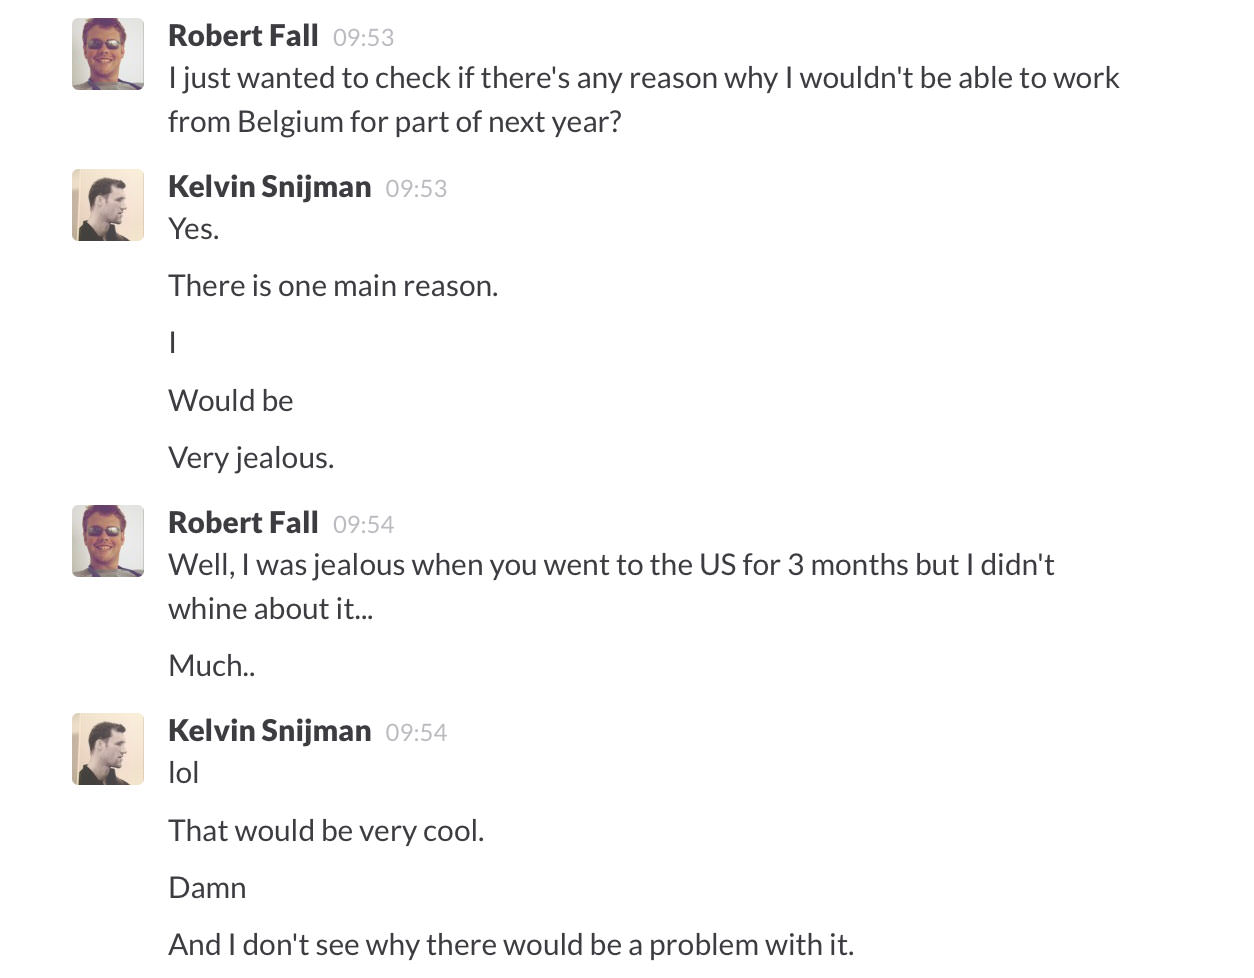 Robert Fall 09:53
I just wanted to check if there's any reason why I wouldn't be able to work
from Belgium for part of next year?
Kelvin Snijman 09:53
Yes.
There is one main reason.
I
Would be
Very jealous.
Robert Fall 09:54
Well, I was jealous when you went to the US for 3 months but I didn't
whine about it...
Much..
Kelvin Snijman 09:54
lol
That would be very cool.
Damn
And I don't see why there would be a problem with it.